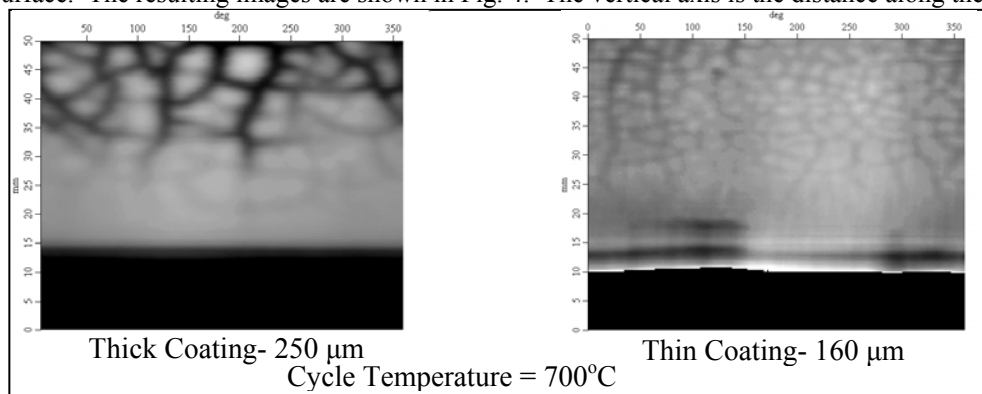 surface. The resulting images are shown in Fig. 4. The vertical axis is the distance along the
deg deg
50 100 150 200 250 300 350 0 50 100 150 200 250 300 350
50 50
45 45
40 40
35 35
30 30
mm 25 mm 25
20 20
15 15
10 10
5 5
0 0
Thick Coating- 250 μm Thin Coating- 160 μm
Cycle Temperature = 700°C